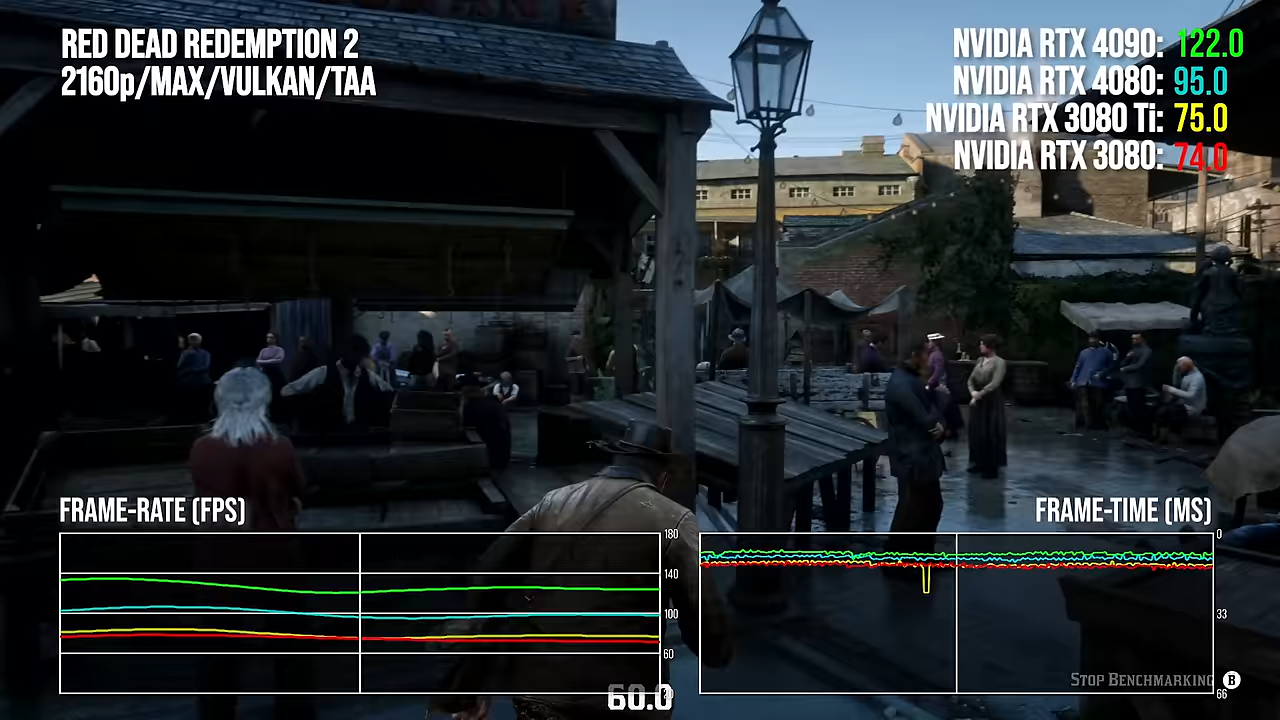 RED DEAD REDEMPTION 2
2160p/MAX/VULKAN/TAA
NVIDIA RTX 4090: 122.0
NVIDIA RTX 4080: 95.0
NVIDIA RTX 3080 Ti: 75.0
NVIDIA RTX 3080: 74.0
FRAME-RATE (FPS)
180
140
100
60
60.0
FRAME-TIME (MS)
0
33
66
STOP BENCHMARKING B